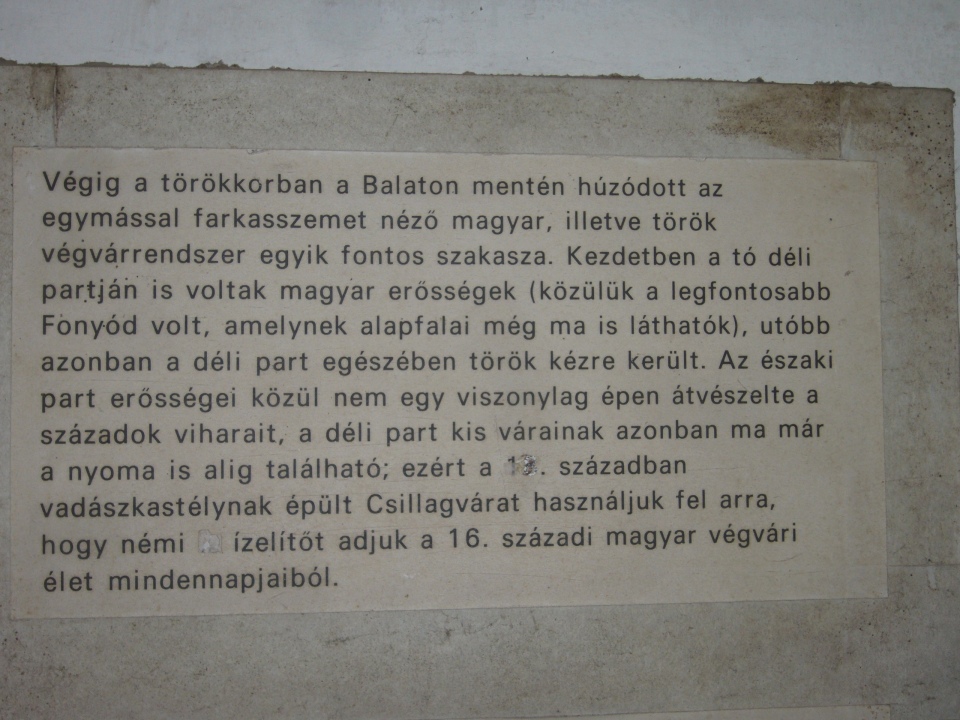 Végig a törökkorban a Balaton mentén húzódott az
egymással farkasszemet néző magyar, illetve török
végvárrendszer egyik fontos szakasza. Kezdetben a tó déli
partján is voltak magyar erősségek (közülük a legfontosabb
Fonyód volt, amelynek alapfalai még ma is láthatók), utóbb
azonban a déli part egészében török kézre került. Az északi
part erősségei közül nem egy viszonylag épen átvészelte a
századok viharait, a déli part kis várainak azonban ma már
a nyoma is alig található; ezért a században
vadászkastélynak épült Csillagvárat használjuk fel arra,
hogy némi ízelítőt adjuk a 16. századi magyar végvári
élet mindennapjaiból.